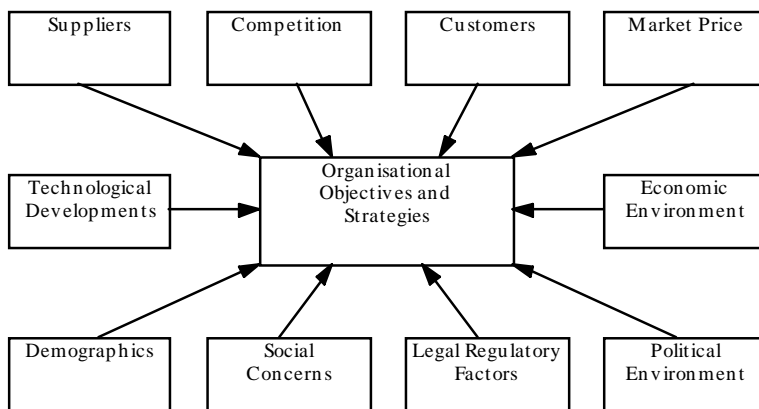 Suppliers
Competition
Customers
Market Price
Organisational
Objectives and
Strategies
Technological
Developments
Economic
Environment
Demographics
Social
Concerns
Legal Regulatory
Factors
Political
Environment